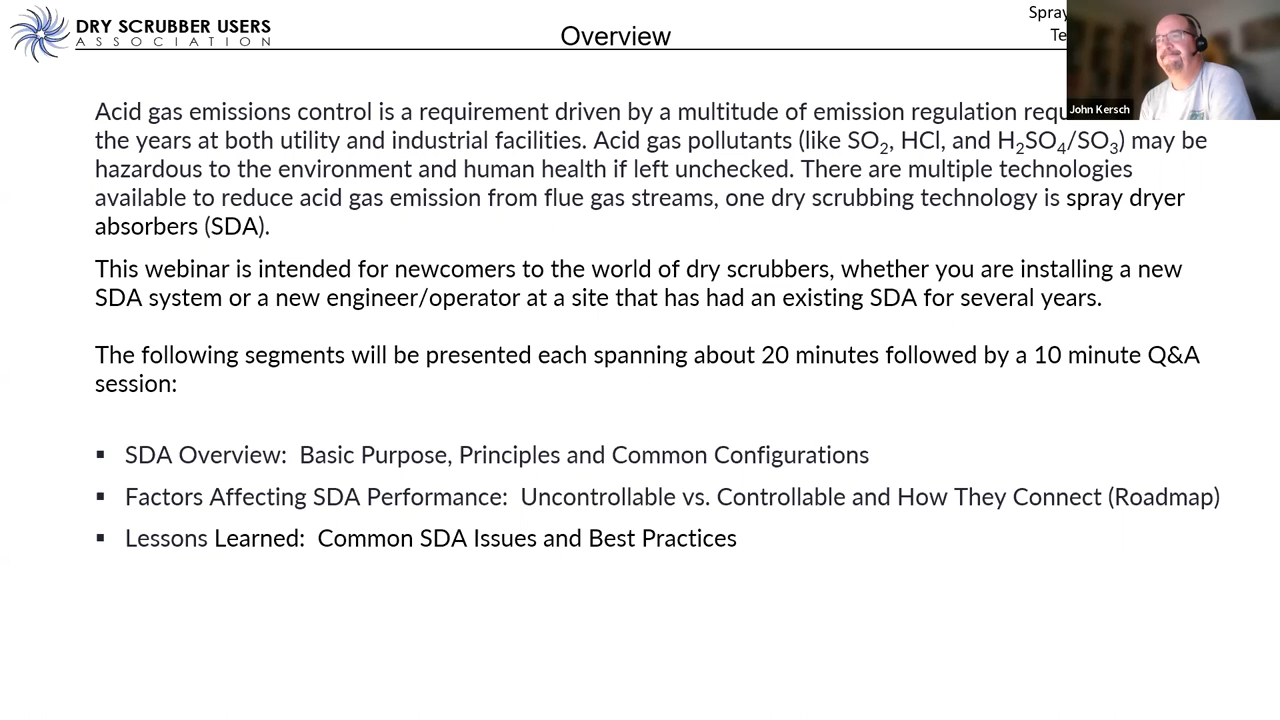 DRY SCRUBBER USERS
ASSOCIATION
Overview
Spray
Te
John Kersch
Acid gas emissions control is a requirement driven by a multitude of emission regulation requ
the years at both utility and industrial facilities. Acid gas pollutants (like SO₂, HCl, and H₂SO₄/SO₃) may be
hazardous to the environment and human health if left unchecked. There are multiple technologies
available to reduce acid gas emission from flue gas streams, one dry scrubbing technology is spray dryer
absorbers (SDA).
This webinar is intended for newcomers to the world of dry scrubbers, whether you are installing a new
SDA system or a new engineer/operator at a site that has had an existing SDA for several years.
The following segments will be presented each spanning about 20 minutes followed by a 10 minute Q&A
session:
▪ SDA Overview: Basic Purpose, Principles and Common Configurations
▪ Factors Affecting SDA Performance: Uncontrollable vs. Controllable and How They Connect (Roadmap)
▪ Lessons Learned: Common SDA Issues and Best Practices